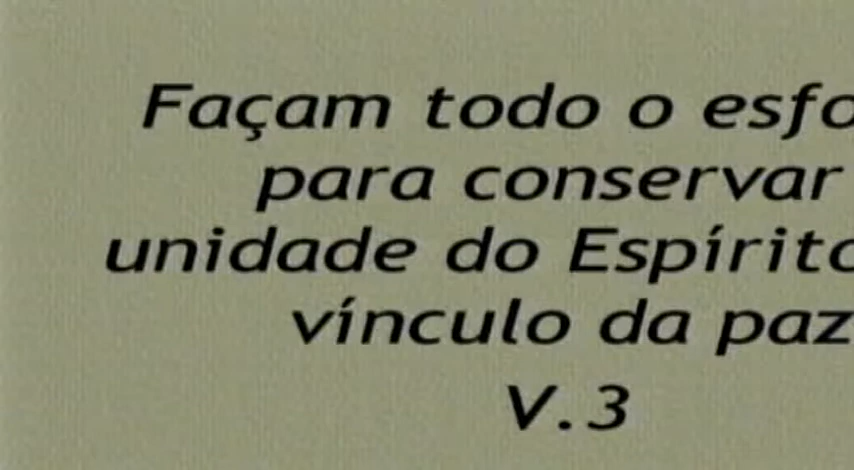 Façam todo o esfo
para conservar
unidade do Espírito
vínculo da paz
V.3